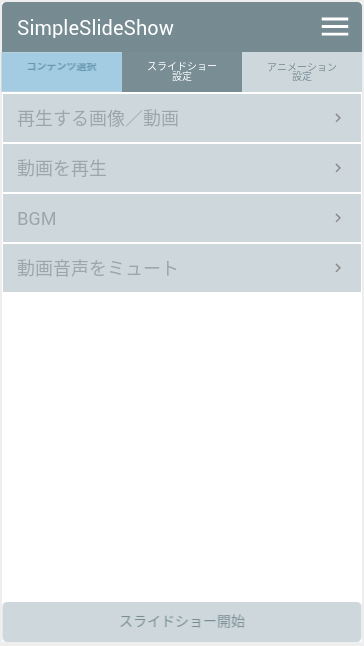 SimpleSlideShow
コンテンツ選択
スライドショー
設定
アニメーション
設定
再生する画像／動画
動画を再生
BGM
動画音声をミュート
スライドショー開始